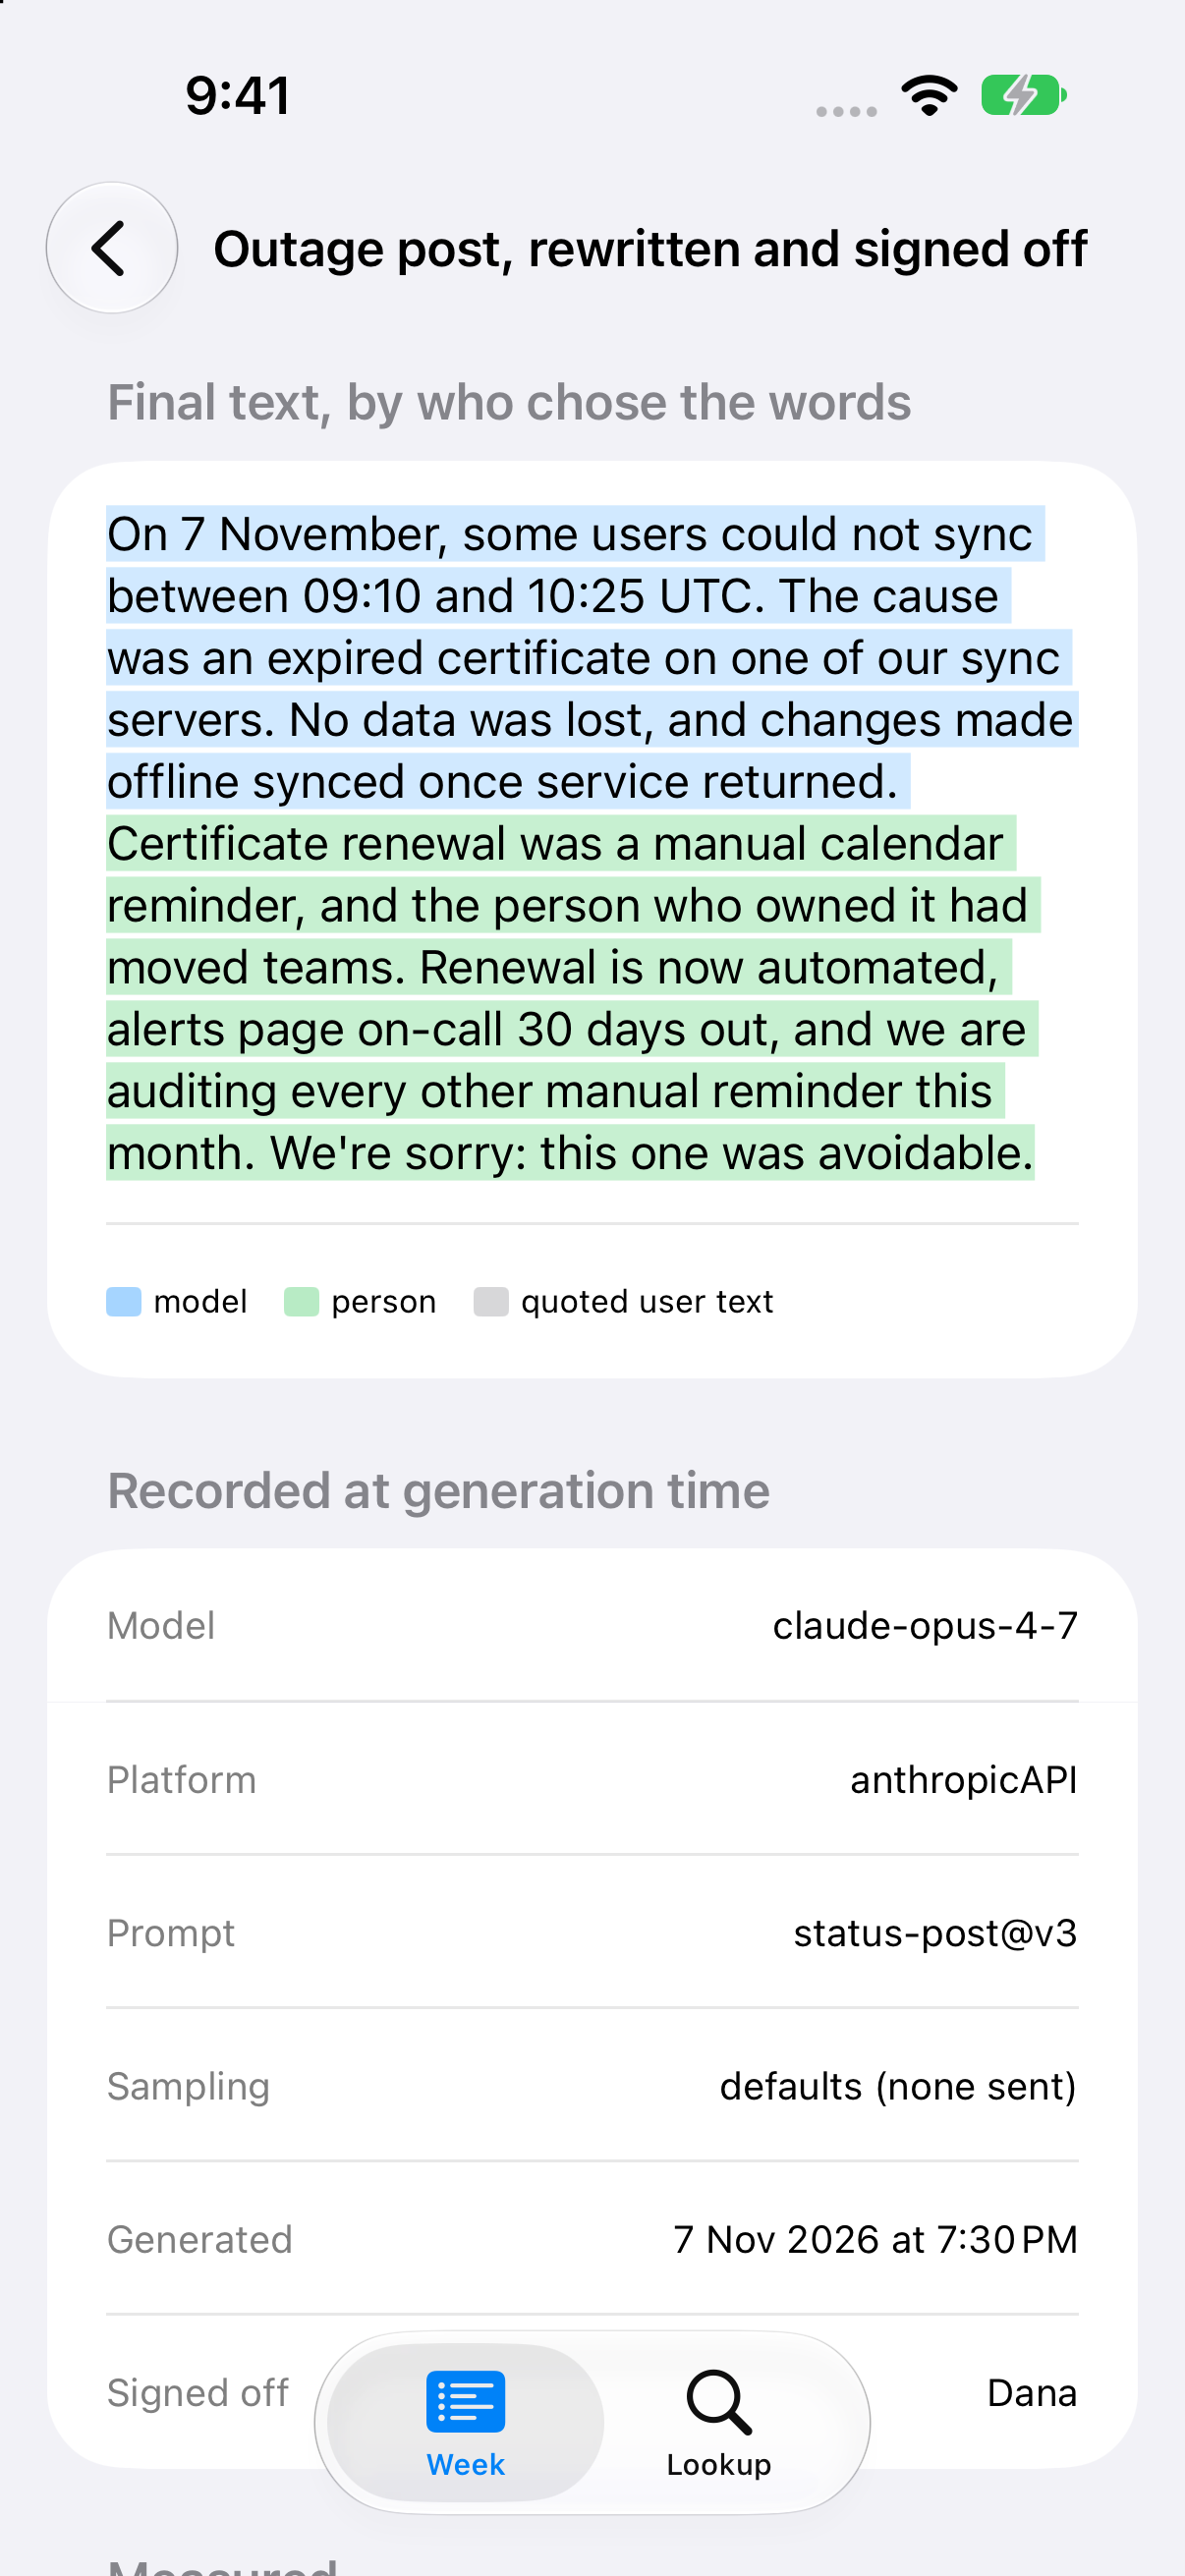 9:41
Outage post, rewritten and signed off
Final text, by who chose the words
On 7 November, some users could not sync
between 09:10 and 10:25 UTC. The cause
was an expired certificate on one of our sync
servers. No data was lost, and changes made
offline synced once service returned.
Certificate renewal was a manual calendar
reminder, and the person who owned it had
moved teams. Renewal is now automated,
alerts page on-call 30 days out, and we are
auditing every other manual reminder this
month. We're sorry: this one was avoidable.
model person quoted user text
Recorded at generation time
Model claude-opus-4-7
Platform anthropicAPI
Prompt status-post@v3
Sampling defaults (none sent)
Generated 7 Nov 2026 at 7:30 PM
Signed off Dana
Week Lookup
Measured